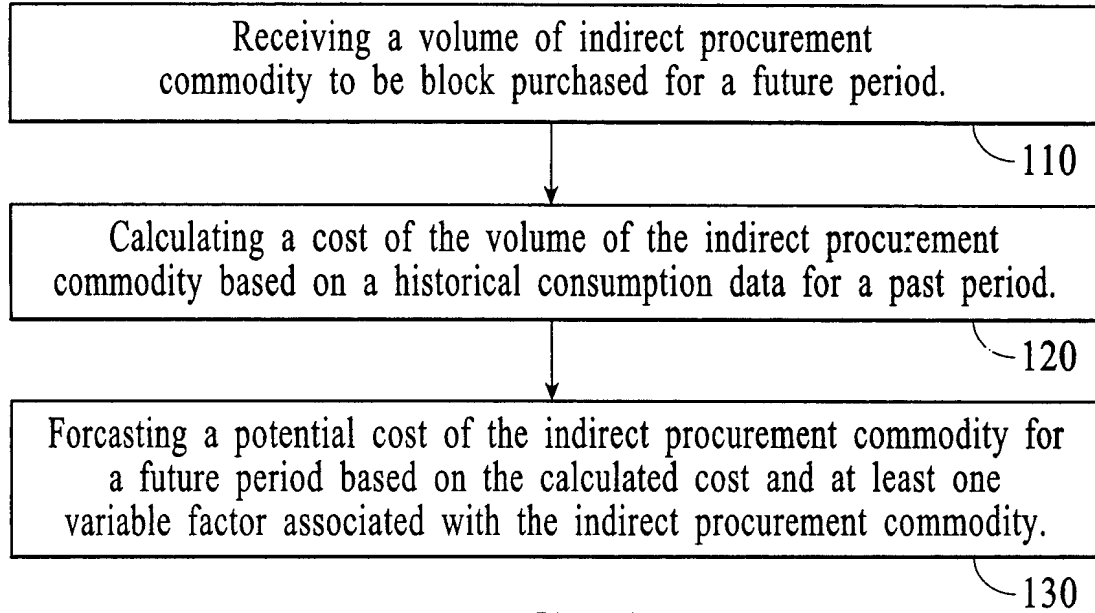 Receiving a volume of indirect procurement
commodity to be block purchased for a future period.
110
Calculating a cost of the volume of the indirect procurement
commodity based on a historical consumption data for a past period.
120
Forcasting a potential cost of the indirect procurement commodity for
a future period based on the calculated cost and at least one
variable factor associated with the indirect procurement commodity.
130